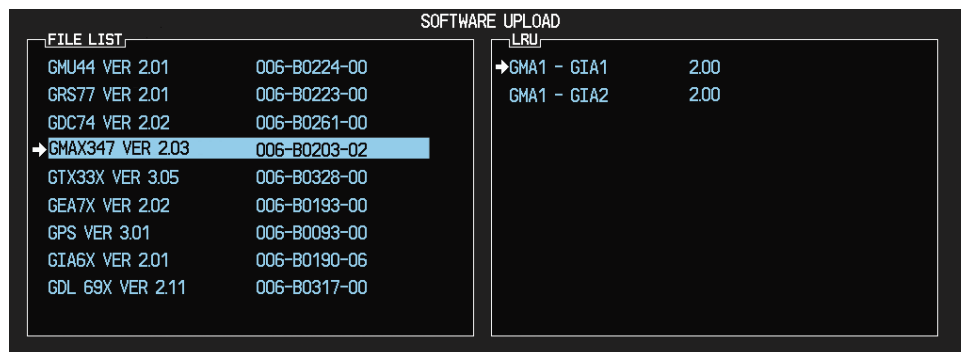 SOFTWARE UPLOAD
FILE LIST
GMU44 VER 2.01 006-B0224-00
GRS77 VER 2.01 006-B0223-00
GDC74 VER 2.02 006-B0261-00
GMAX347 VER 2.03 006-B0203-02
GTX33X VER 3.05 006-B0328-00
GEA7X VER 2.02 006-B0193-00
GPS VER 3.01 006-B0093-00
GIA6X VER 2.01 006-B0190-06
GDL 69X VER 2.11 006-B0317-00
LRU
GMA1 - GIA1 2.00
GMA1 - GIA2 2.00